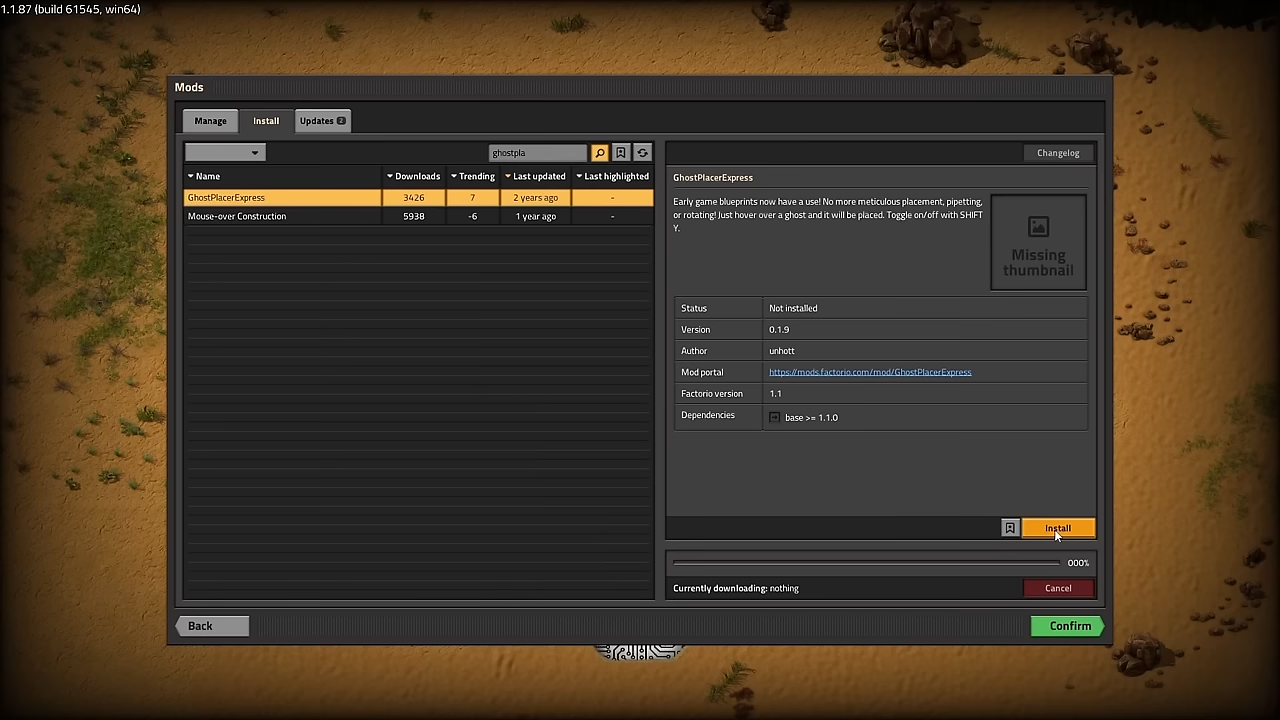 1.1.87 (build 61545, win64)
Mods
Manage Install Updates 2
ghostpla
Name Downloads Trending Last updated Last highlighted
GhostPlacerExpress 3426 7 2 years ago -
Mouse-over Construction 5938 -6 1 year ago -
Changelog
GhostPlacerExpress
Early game blueprints now have a use! No more meticulous placement, pipetting,
or rotating! Just hover over a ghost and it will be placed. Toggle on/off with SHIFT
Y.
Missing
thumbnail
Status Not installed
Version 0.1.9
Author unhott
Mod portal https://mods.factorio.com/mod/GhostPlacerExpress
Factorio version 1.1
Dependencies base >= 1.1.0
Install
000%
Currently downloading: nothing Cancel
Back Confirm